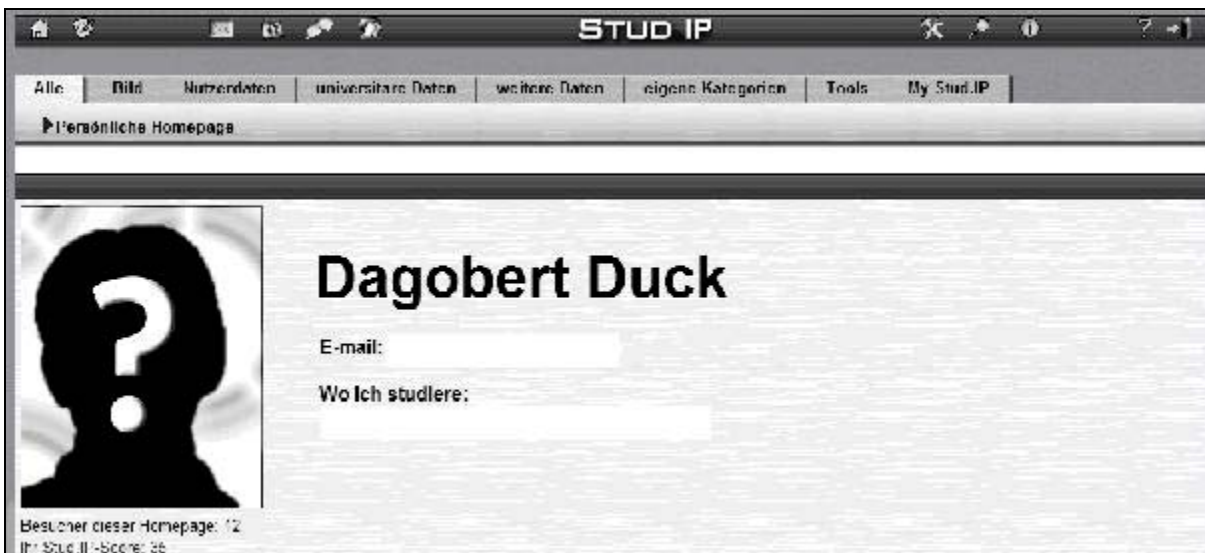 STUD IP
Alle Bild Nutzerdaten universitäre Daten weitere Daten eigene Kategorien Tools My Stud.IP
Persönliche Homepage
?
Dagobert Duck
E-mail:
Wo ich studiere:
Besucher dieser Homepage: 12
Ihr Stud.IP-Score: 35